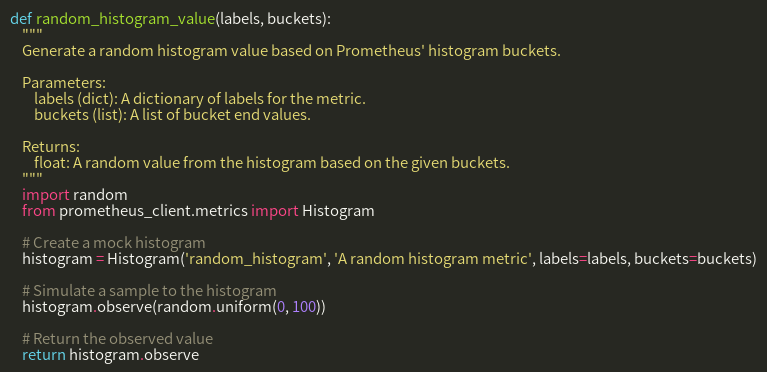 def random_histogram_value(labels, buckets):
    """
    Generate a random histogram value based on Prometheus' histogram buckets.

    Parameters:
        labels (dict): A dictionary of labels for the metric.
        buckets (list): A list of bucket end values.

    Returns:
        float: A random value from the histogram based on the given buckets.
    """
    import random
    from prometheus_client.metrics import Histogram

    # Create a mock histogram
    histogram = Histogram('random_histogram', 'A random histogram metric', labels=labels, buckets=buckets)

    # Simulate a sample to the histogram
    histogram.observe(random.uniform(0, 100))

    # Return the observed value
    return histogram.observe